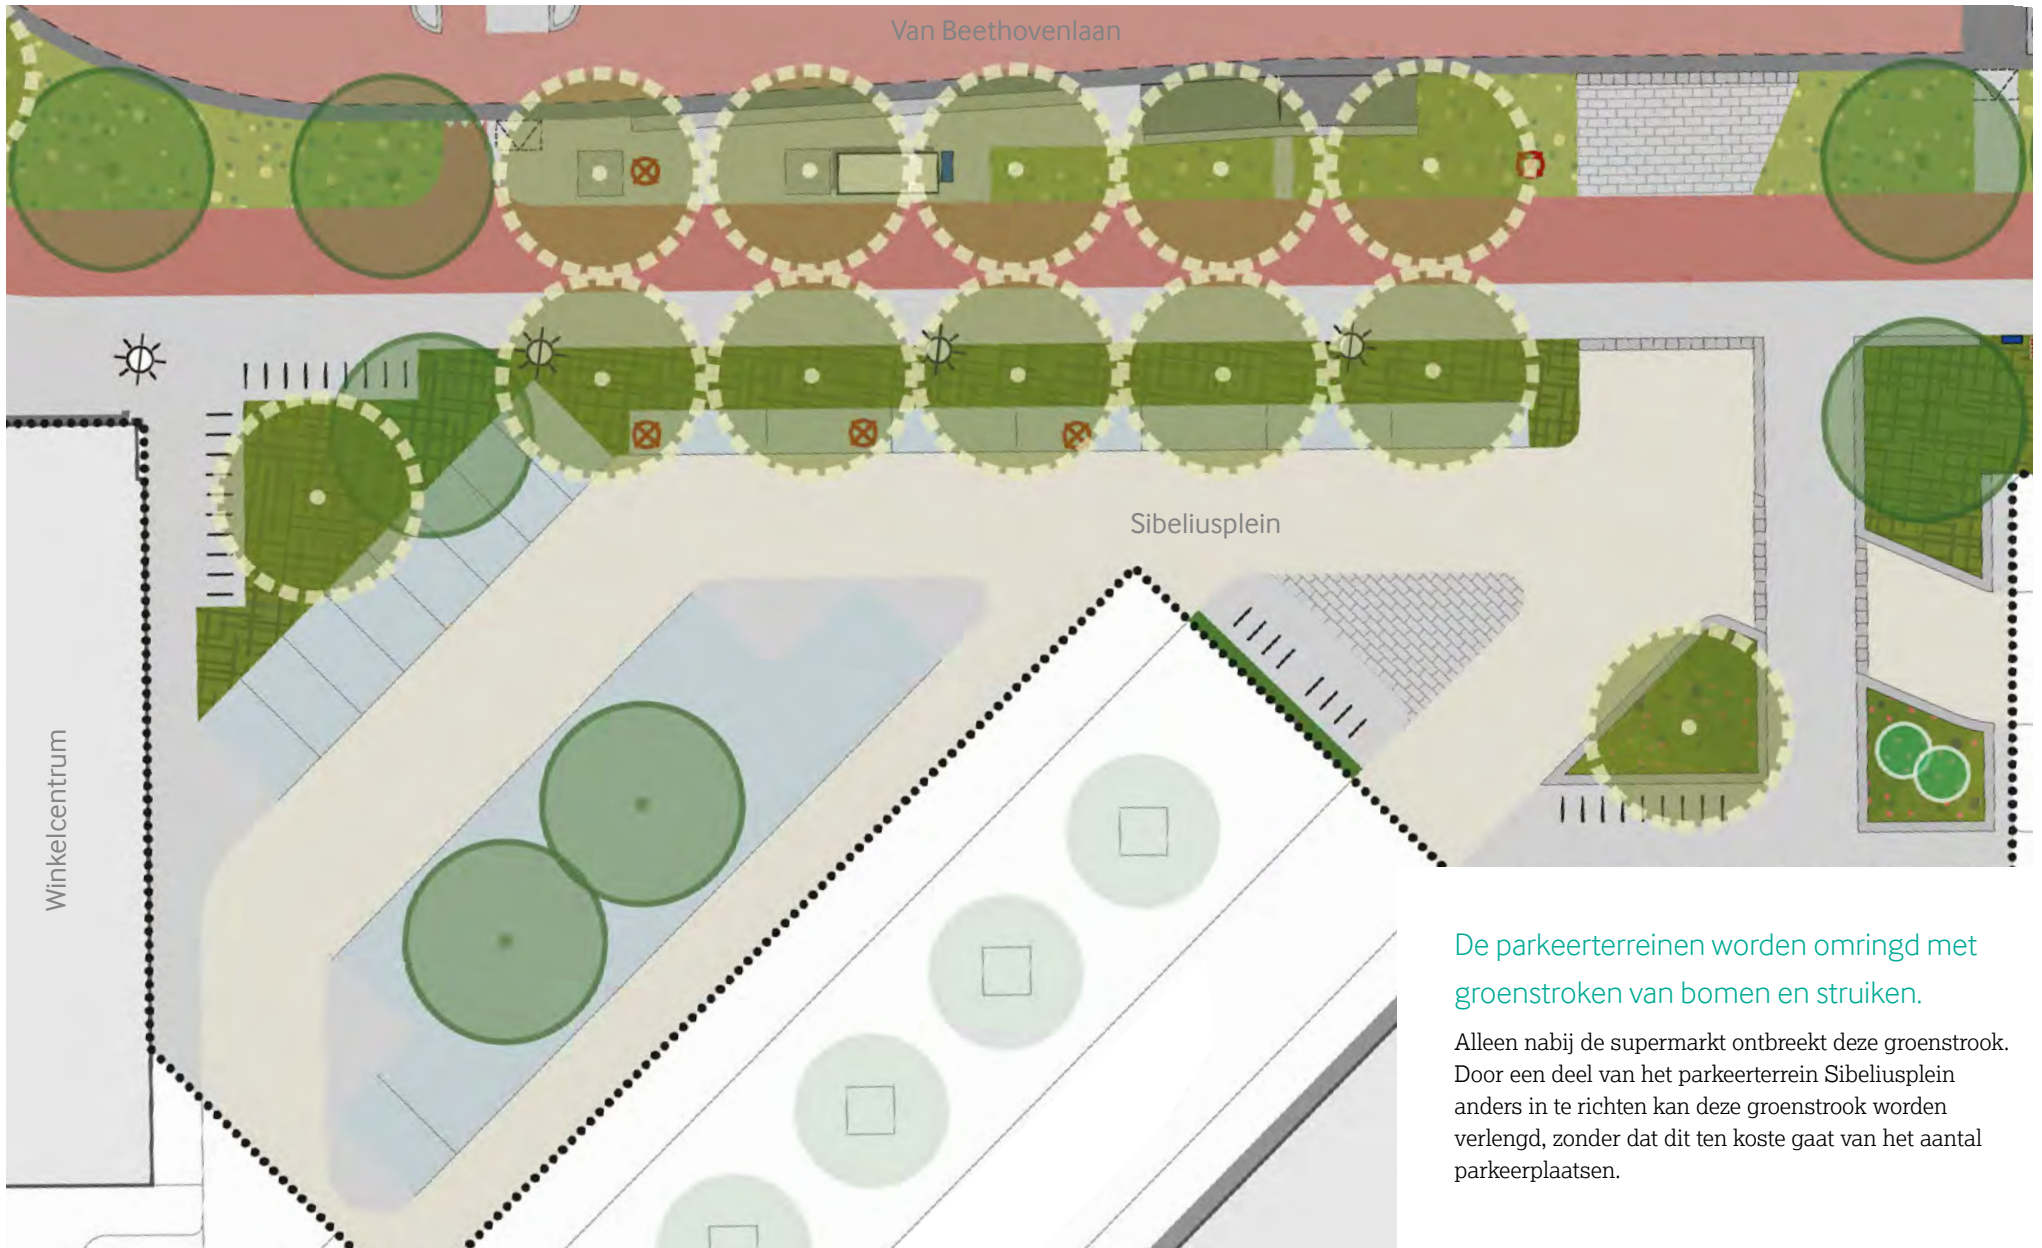 Van Beethovenlaan
Sibeliusplein
Winkelcentrum
De parkeerterreinen worden omringd met
groenstroken van bomen en struiken.
Alleen nabij de supermarkt ontbreekt deze groenstrook.
Door een deel van het parkeerterrein Sibeliusplein
anders in te richten kan deze groenstrook worden
verlengd, zonder dat dit ten koste gaat van het aantal
parkeerplaatsen.